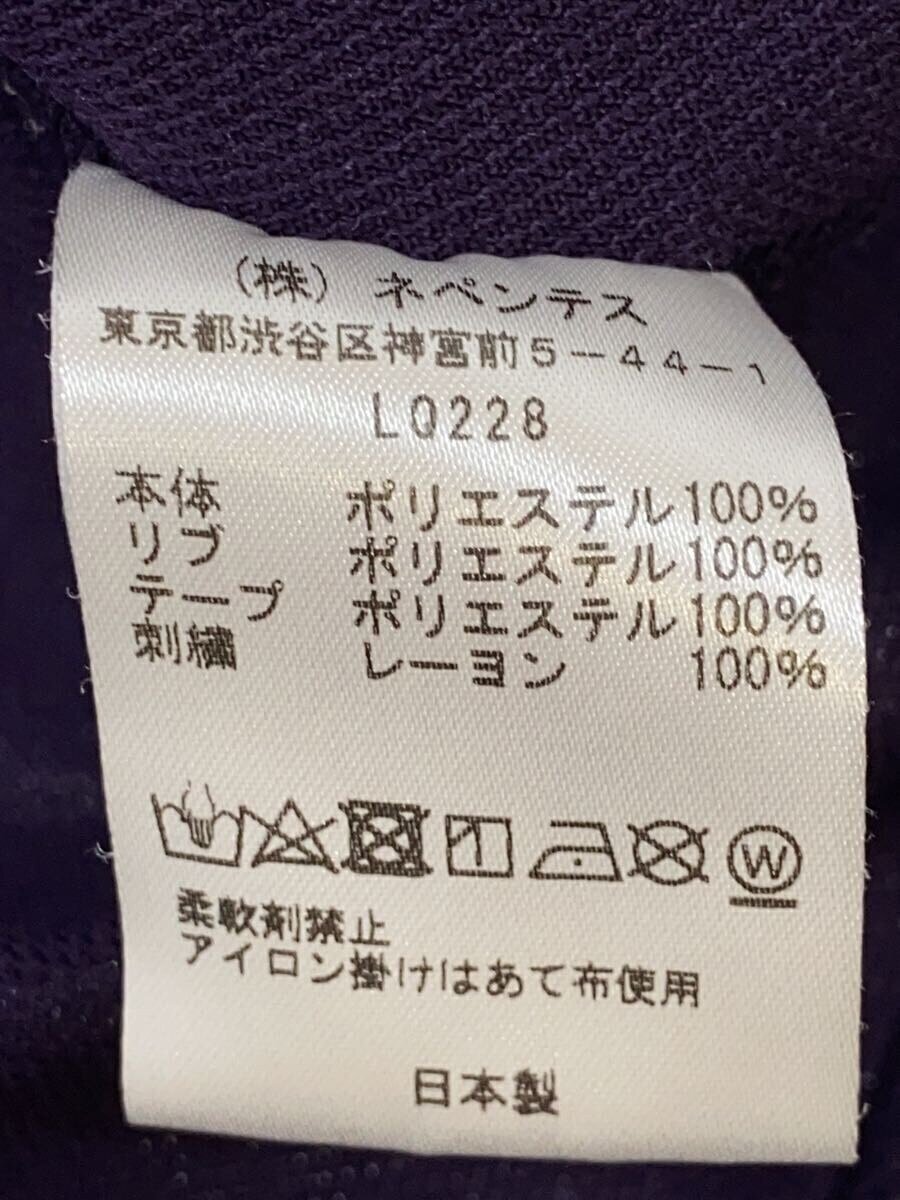 (株) ネペンテス
東京都渋谷区神宮前5-44-1
L0228
本体 ポリエステル100%
リブ ポリエステル100%
テープ ポリエステル100%
刺繍 レーヨン 100%
W
柔軟剤禁止
アイロン掛けはあて布使用
日本製